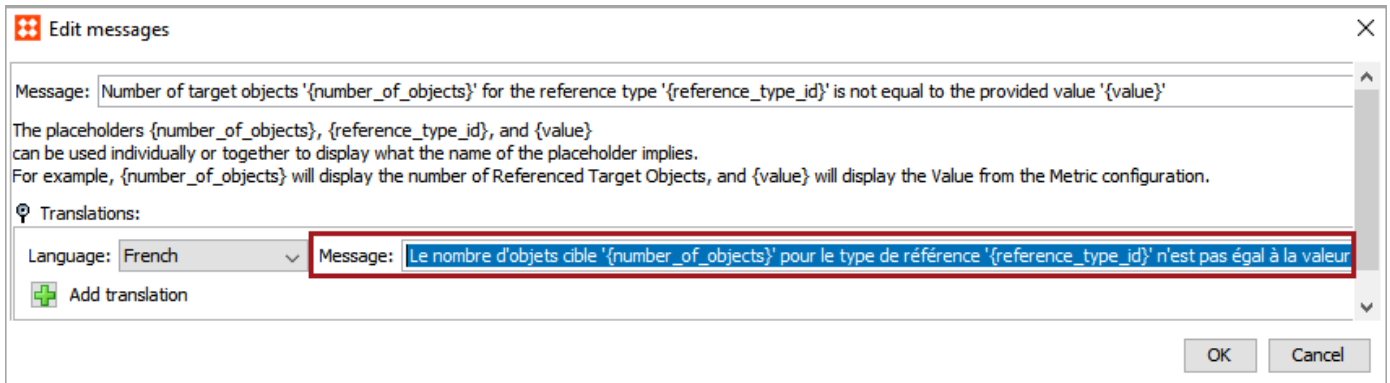 Edit messages
Message: Number of target objects '{number_of_objects}' for the reference type '{reference_type_id}' is not equal to the provided value '{value}'
The placeholders {number_of_objects}, {reference_type_id}, and {value}
can be used individually or together to display what the name of the placeholder implies.
For example, {number_of_objects} will display the number of Referenced Target Objects, and {value} will display the Value from the Metric configuration.
Translations:
Language: French Message: Le nombre d'objets cible '{number_of_objects}' pour le type de référence '{reference_type_id}' n'est pas égal à la valeur
Add translation
OK Cancel